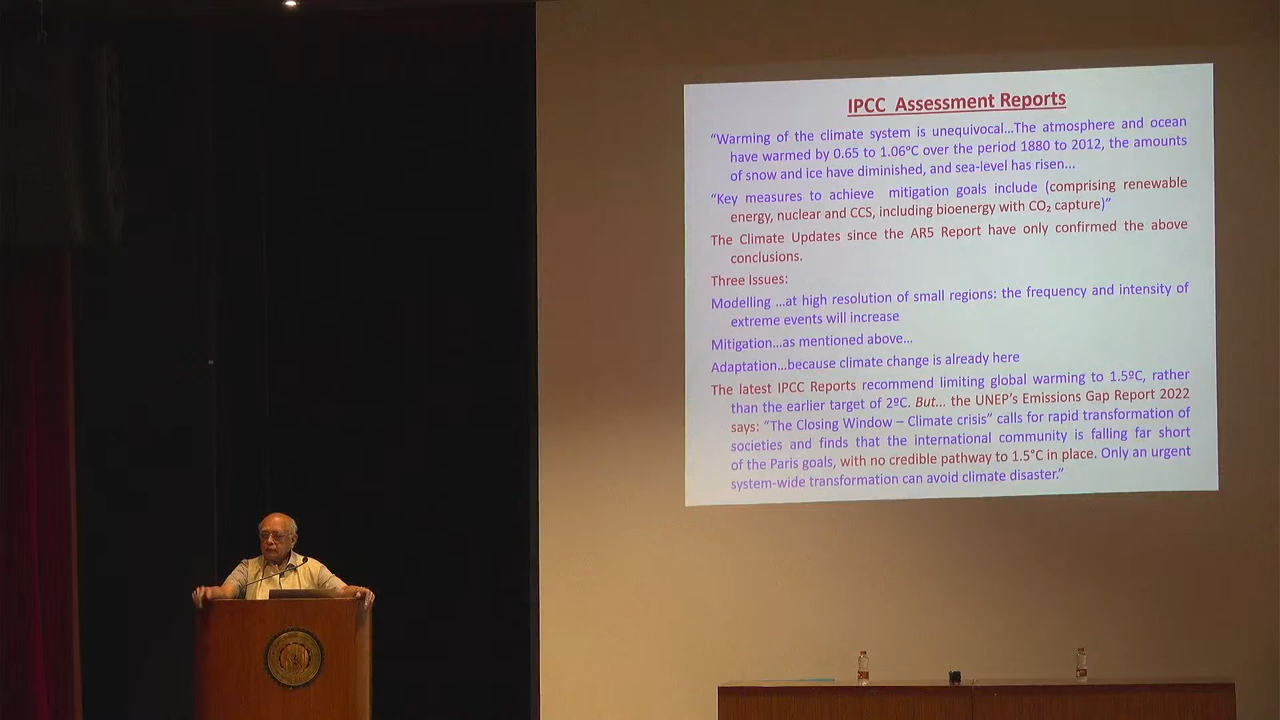 IPCC Assessment Reports
“Warming of the climate system is unequivocal...The atmosphere and ocean
have warmed by 0.65 to 1.06°C over the period 1880 to 2012, the amounts
of snow and ice have diminished, and sea-level has risen...
“Key measures to achieve mitigation goals include (comprising renewable
energy, nuclear and CCS, including bioenergy with CO₂ capture)”
The Climate Updates since the AR5 Report have only confirmed the above
conclusions.
Three Issues:
Modelling ...at high resolution of small regions: the frequency and intensity of
extreme events will increase
Mitigation...as mentioned above...
Adaptation...because climate change is already here
The latest IPCC Reports recommend limiting global warming to 1.5ºC, rather
than the earlier target of 2ºC. But... the UNEP’s Emissions Gap Report 2022
says: “The Closing Window – Climate crisis” calls for rapid transformation of
societies and finds that the international community is falling far short
of the Paris goals, with no credible pathway to 1.5°C in place. Only an urgent
system-wide transformation can avoid climate disaster.”